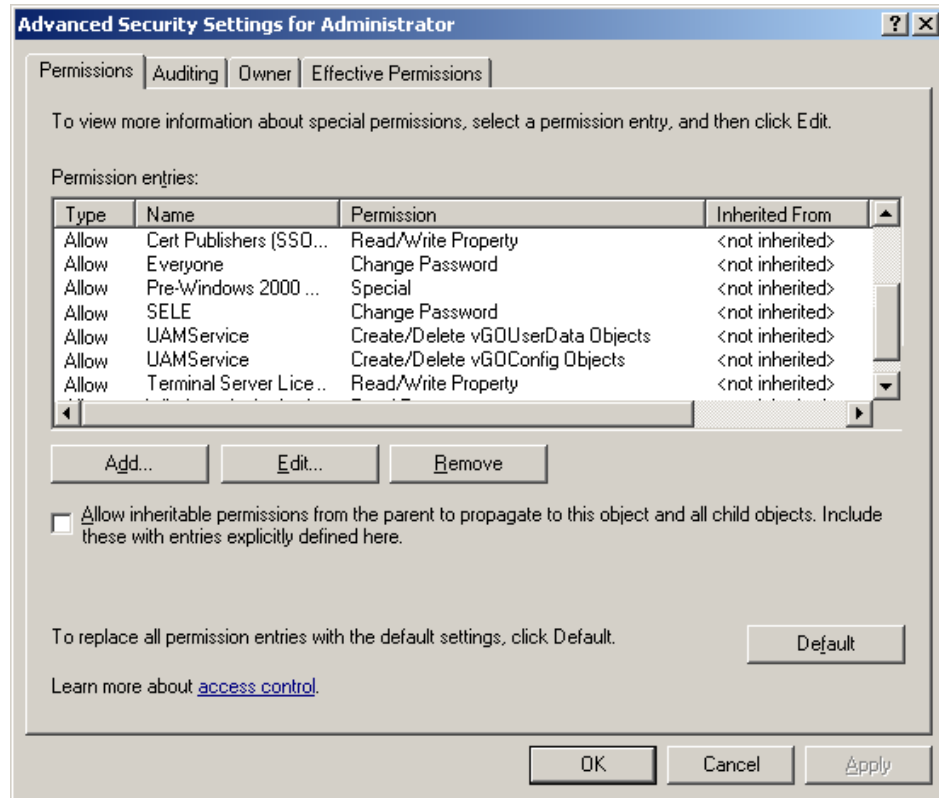 Advanced Security Settings for Administrator
Permissions Auditing Owner Effective Permissions
To view more information about special permissions, select a permission entry, and then click Edit.
Permission entries:
Type Name Permission Inherited From
Allow Cert Publishers (SSO... Read/Write Property <not inherited>
Allow Everyone Change Password <not inherited>
Allow Pre-Windows 2000 ... Special <not inherited>
Allow SELF Change Password <not inherited>
Allow UAMService Create/Delete vGOUserData Objects <not inherited>
Allow UAMService Create/Delete vGOConfig Objects <not inherited>
Allow Terminal Server Lice... Read/Write Property <not inherited>
Add... Edit... Remove
Allow inheritable permissions from the parent to propagate to this object and all child objects. Include
these with entries explicitly defined here.
To replace all permission entries with the default settings, click Default.
Default
Learn more about access control.
OK Cancel Apply